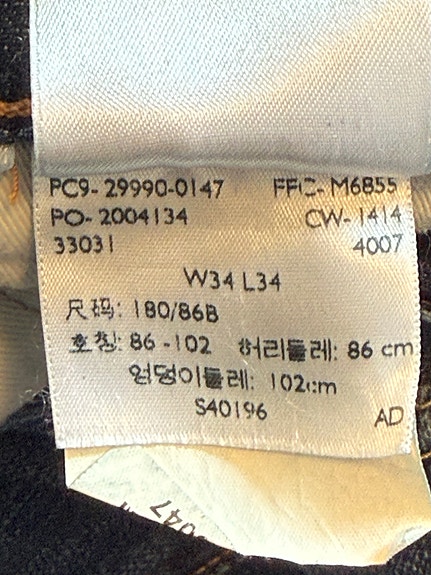 PC9- 29990-0147 FFC- M6855
PO- 2004134 CW- 1414
33031 4007
W34 L34
尺码: 180/86B
호칭: 86 -102 허리둘레: 86 cm
엉덩이둘레: 102cm
S40196 AD
047